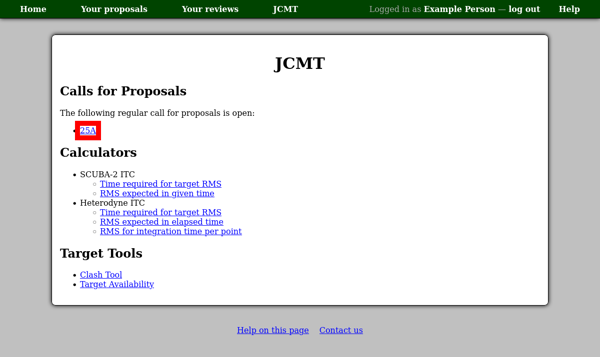 Home Your proposals Your reviews JCMT Logged in as Example Person — log out Help
JCMT
Calls for Proposals
The following regular call for proposals is open:
25A
Calculators
SCUBA-2 ITC
Time required for target RMS
RMS expected in given time
Heterodyne ITC
Time required for target RMS
RMS expected in elapsed time
RMS for integration time per point
Target Tools
Clash Tool
Target Availability
Help on this page Contact us